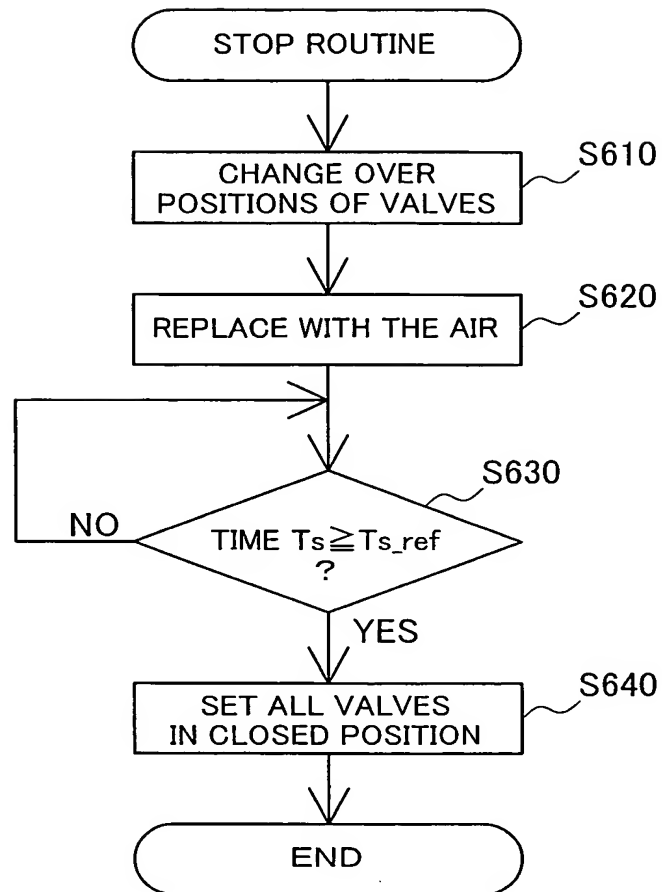 STOP ROUTINE
S610
CHANGE OVER
POSITIONS OF VALVES
S620
REPLACE WITH THE AIR
S630
NO
TIME Ts≧Ts_ref
?
YES
S640
SET ALL VALVES
IN CLOSED POSITION
END